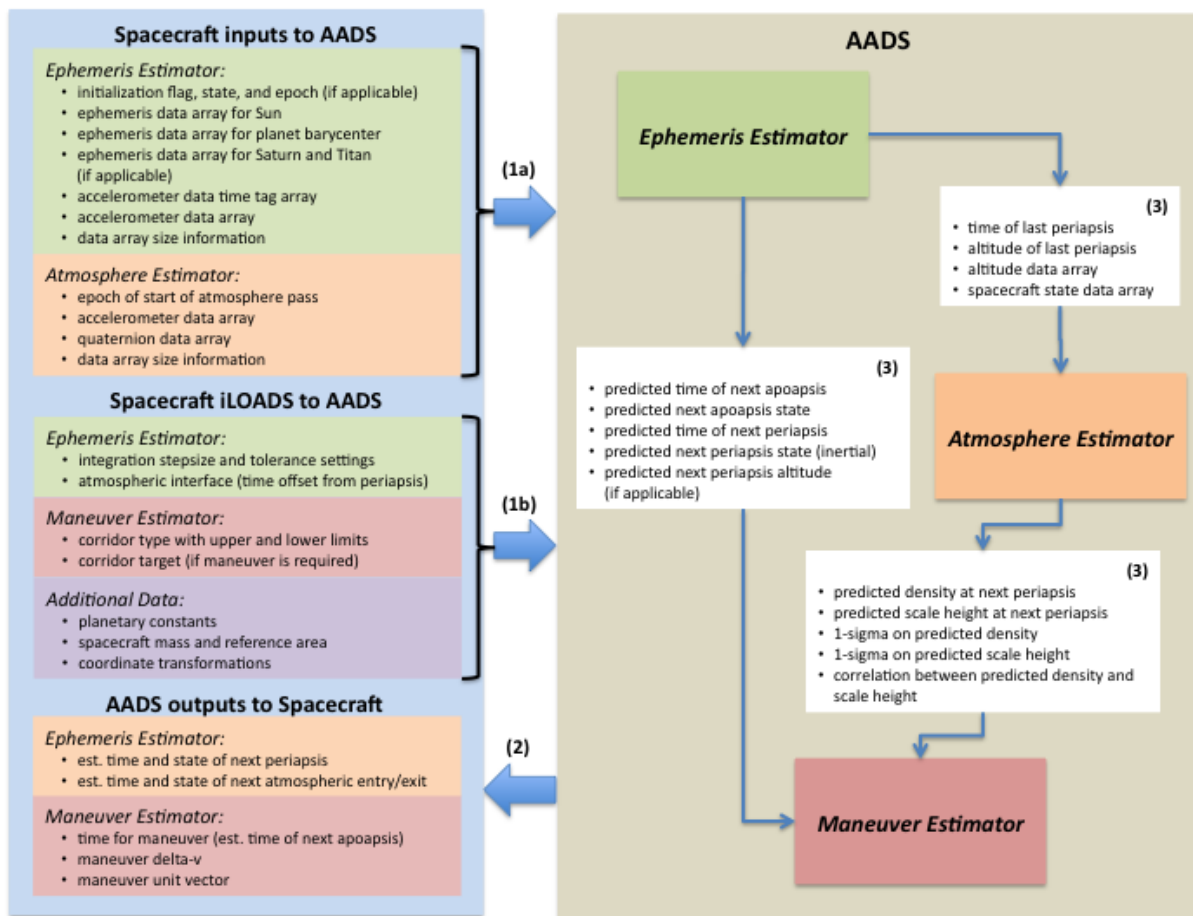 Spacecraft inputs to AADS
Ephemeris Estimator:
• initialization flag, state, and epoch (if applicable)
• ephemeris data array for Sun
• ephemeris data array for planet barycenter
• ephemeris data array for Saturn and Titan
(if applicable)
• accelerometer data time tag array
• accelerometer data array
• data array size information
Atmosphere Estimator:
• epoch of start of atmosphere pass
• accelerometer data array
• quaternion data array
• data array size information
Spacecraft iLOADS to AADS
Ephemeris Estimator:
• integration stepsize and tolerance settings
• atmospheric interface (time offset from periapsis)
Maneuver Estimator:
• corridor type with upper and lower limits
• corridor target (if maneuver is required)
Additional Data:
• planetary constants
• spacecraft mass and reference area
• coordinate transformations
AADS outputs to Spacecraft
Ephemeris Estimator:
• est. time and state of next periapsis
• est. time and state of next atmospheric entry/exit
Maneuver Estimator:
• time for maneuver (est. time of next apoapsis)
• maneuver delta-v
• maneuver unit vector
(1a)
(1b)
(2)
AADS
Ephemeris Estimator
(3)
• time of last periapsis
• altitude of last periapsis
• altitude data array
• spacecraft state data array
(3)
• predicted time of next apoapsis
• predicted next apoapsis state
• predicted time of next periapsis
• predicted next periapsis state (inertial)
• predicted next periapsis altitude
(if applicable)
Atmosphere Estimator
(3)
• predicted density at next periapsis
• predicted scale height at next periapsis
• 1-sigma on predicted density
• 1-sigma on predicted scale height
• correlation between predicted density and
scale height
Maneuver Estimator